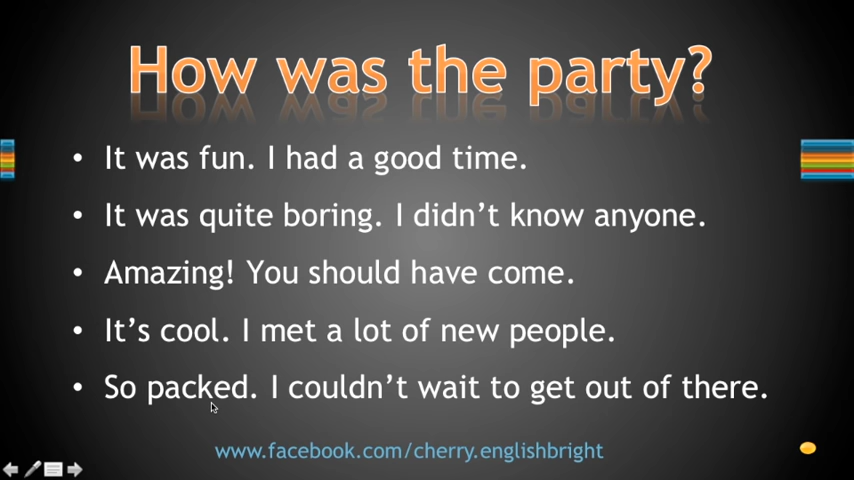 How was the party?
• It was fun. I had a good time.
• It was quite boring. I didn’t know anyone.
• Amazing! You should have come.
• It’s cool. I met a lot of new people.
• So packed. I couldn’t wait to get out of there.
www.facebook.com/cherry.englishbright